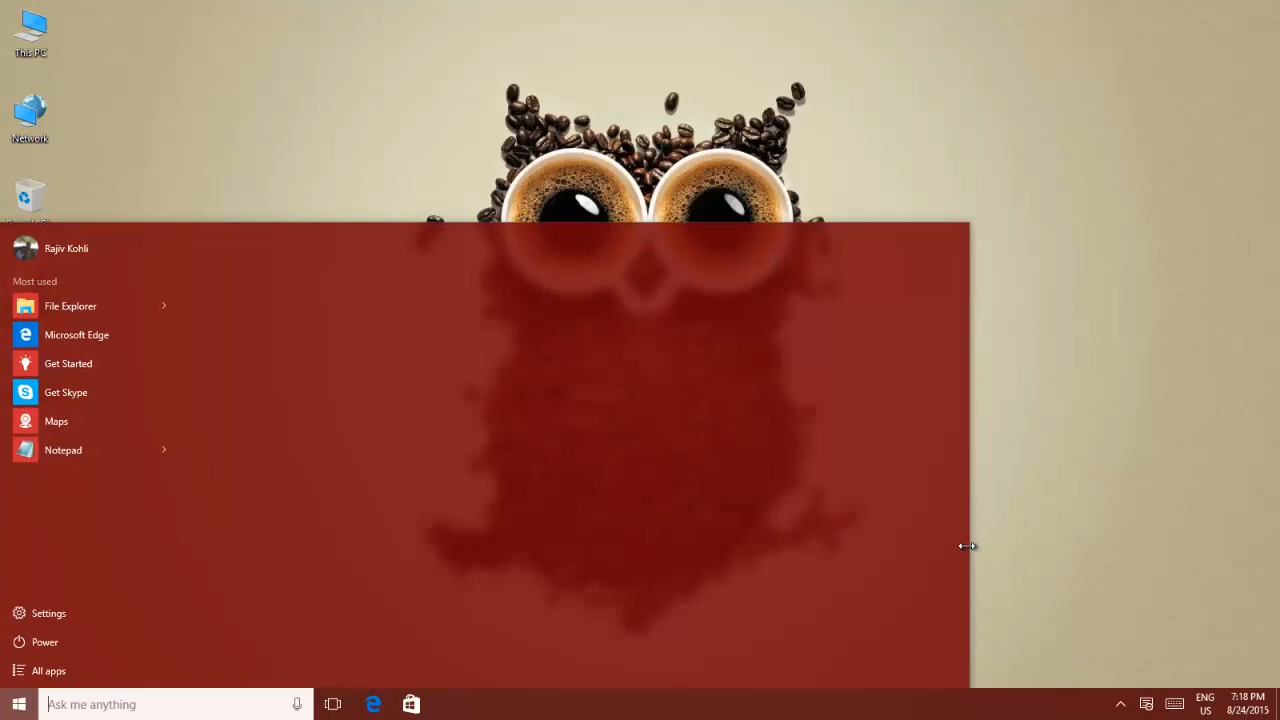 This PC
Network
Rajiv Kohli
Most used
File Explorer
Microsoft Edge
Get Started
Get Skype
Maps
Notepad
Settings
Power
All apps
Ask me anything
ENG
US
7:18 PM
8/24/2015